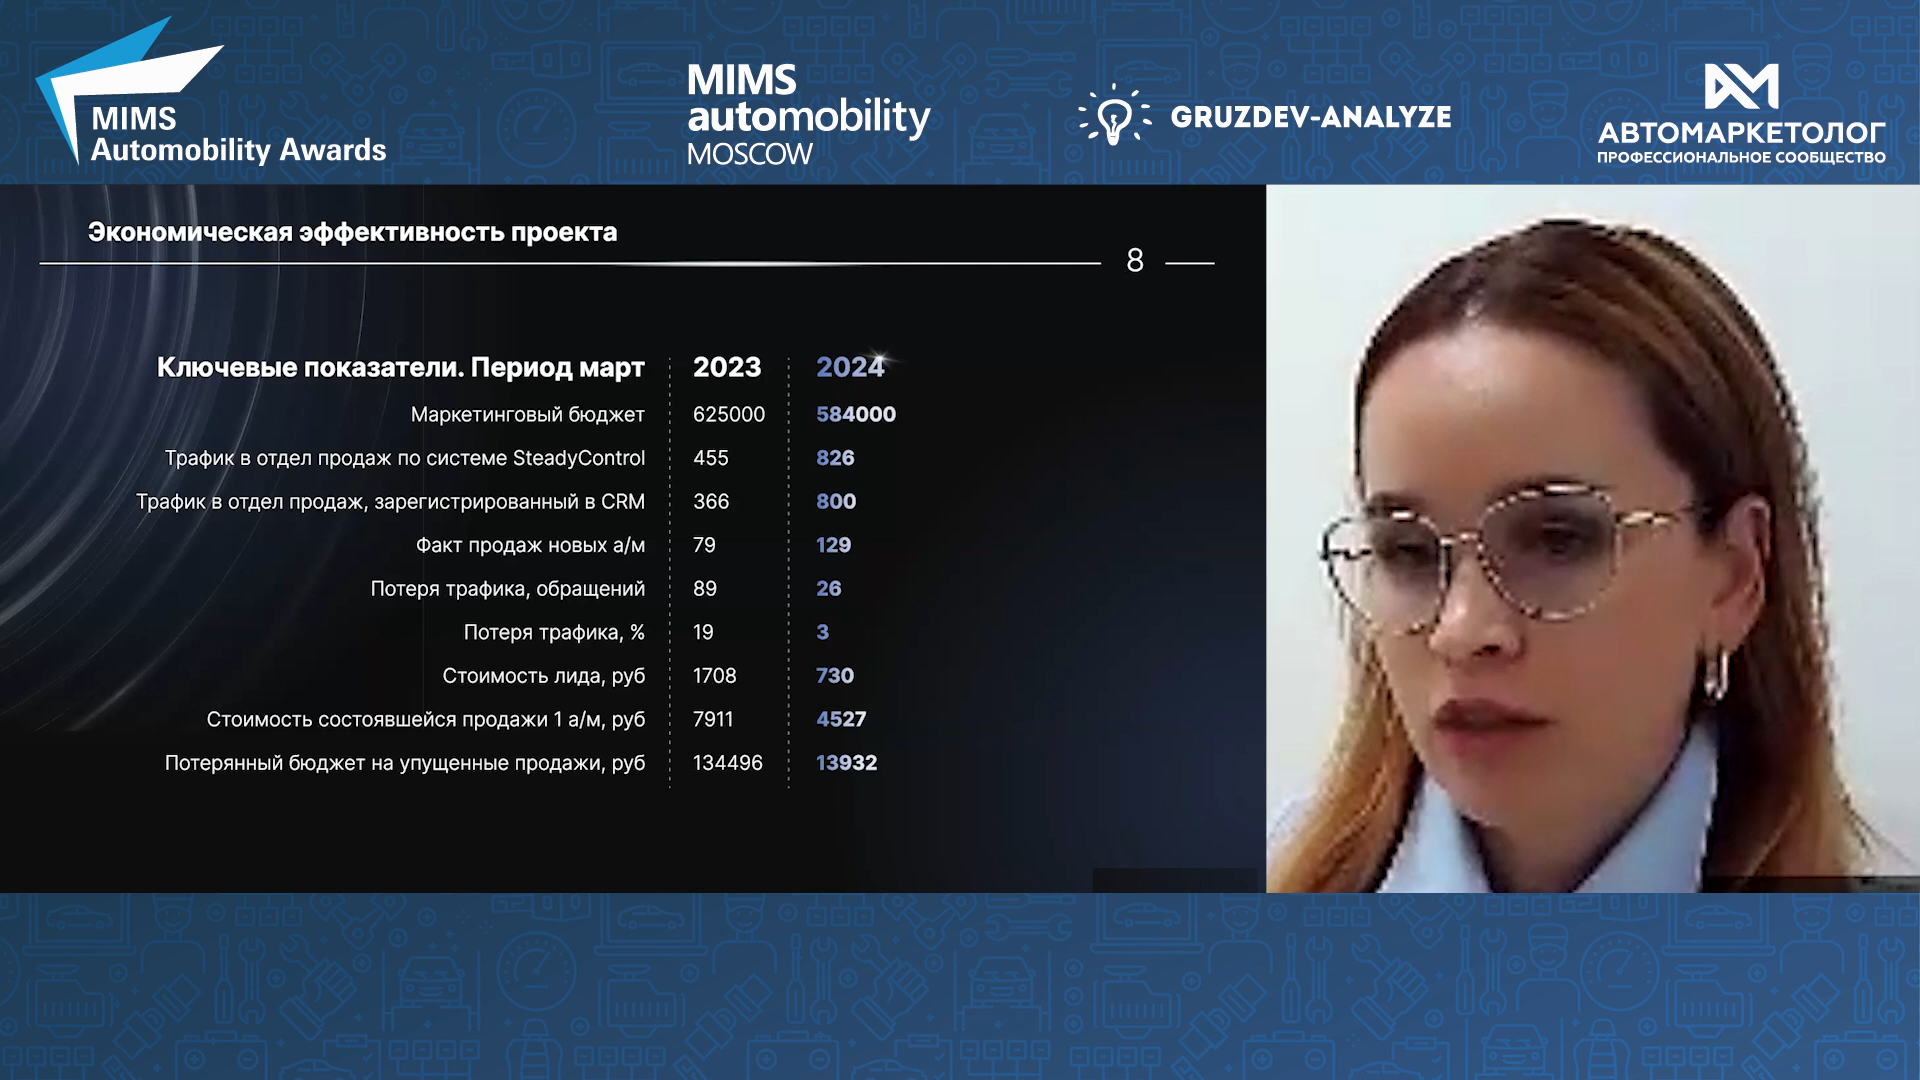 MIMS
Automobility Awards
MIMS
automobility
MOSCOW
GRUZDEV-ANALYZE
АВТОМАРКЕТОЛОГ
ПРОФЕССИОНАЛЬНОЕ СООБЩЕСТВО
Экономическая эффективность проекта
8
Ключевые показатели. Период март 2023 2024
Маркетинговый бюджет 625000 584000
Трафик в отдел продаж по системе SteadyControl 455 826
Трафик в отдел продаж, зарегистрированный в CRM 366 800
Факт продаж новых а/м 79 129
Потеря трафика, обращений 89 26
Потеря трафика, % 19 3
Стоимость лида, руб 1708 730
Стоимость состоявшейся продажи 1 а/м, руб 7911 4527
Потерянный бюджет на упущенные продажи, руб 134496 13932